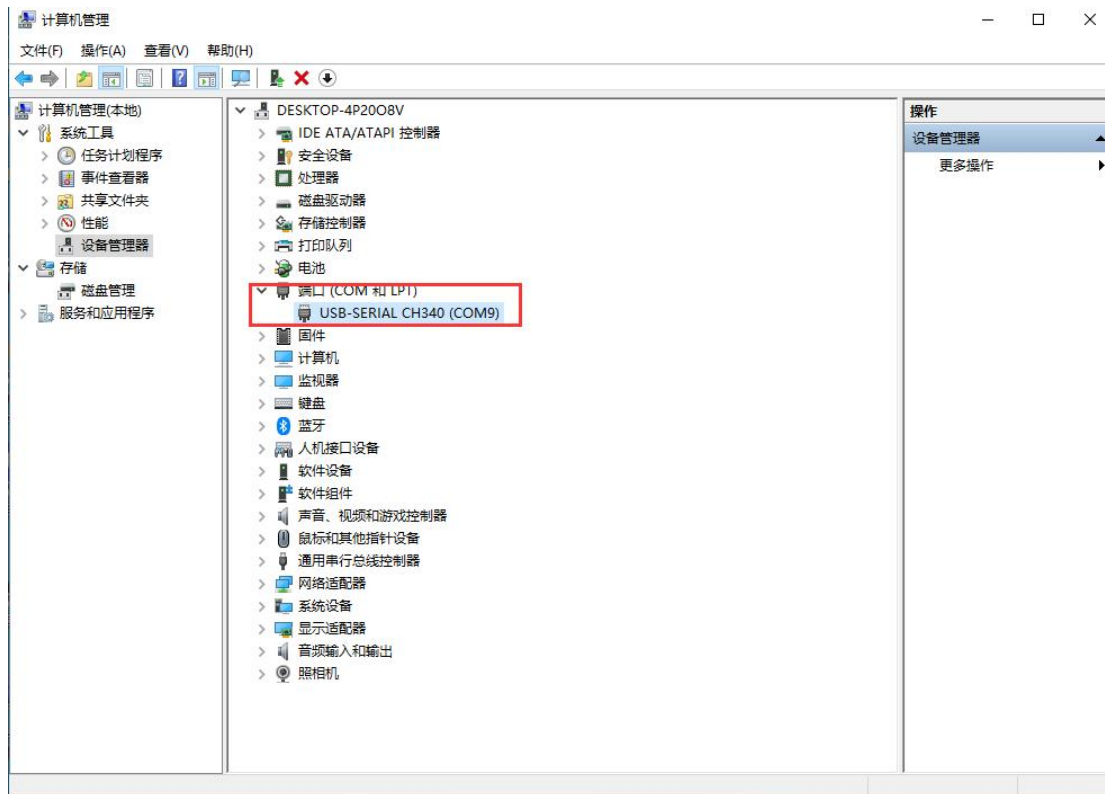 计算机管理
文件(F) 操作(A) 查看(V) 帮助(H)
计算机管理(本地)
系统工具
任务计划程序
事件查看器
共享文件夹
性能
设备管理器
存储
磁盘管理
服务和应用程序
DESKTOP-4P20O8V
IDE ATA/ATAPI 控制器
安全设备
处理器
磁盘驱动器
存储控制器
打印队列
电池
端口 (COM 和 LPT)
USB-SERIAL CH340 (COM9)
固件
计算机
监视器
键盘
蓝牙
人机接口设备
软件设备
软件组件
声音、视频和游戏控制器
鼠标和其他指针设备
通用串行总线控制器
网络适配器
系统设备
显示适配器
音频输入和输出
照相机
操作
设备管理器
更多操作